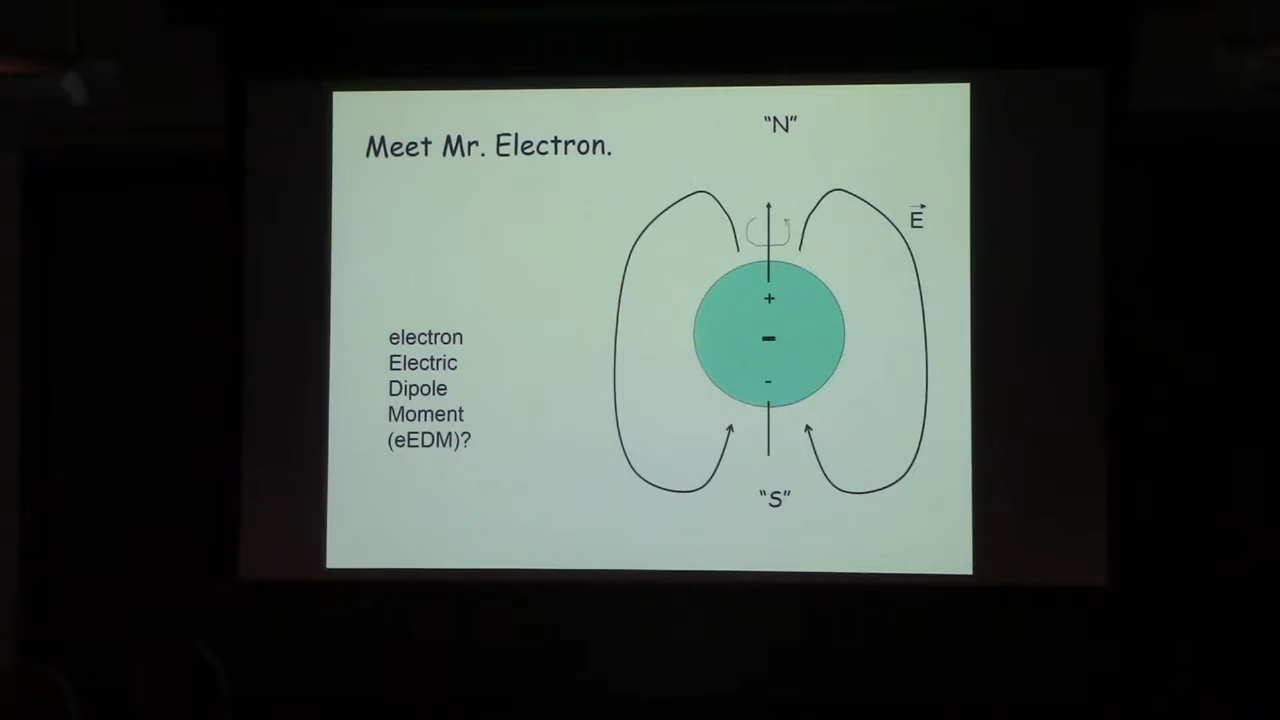 Meet Mr. Electron.
“N”
E
+
-
-
electron
Electric
Dipole
Moment
(eEDM)?
“S”